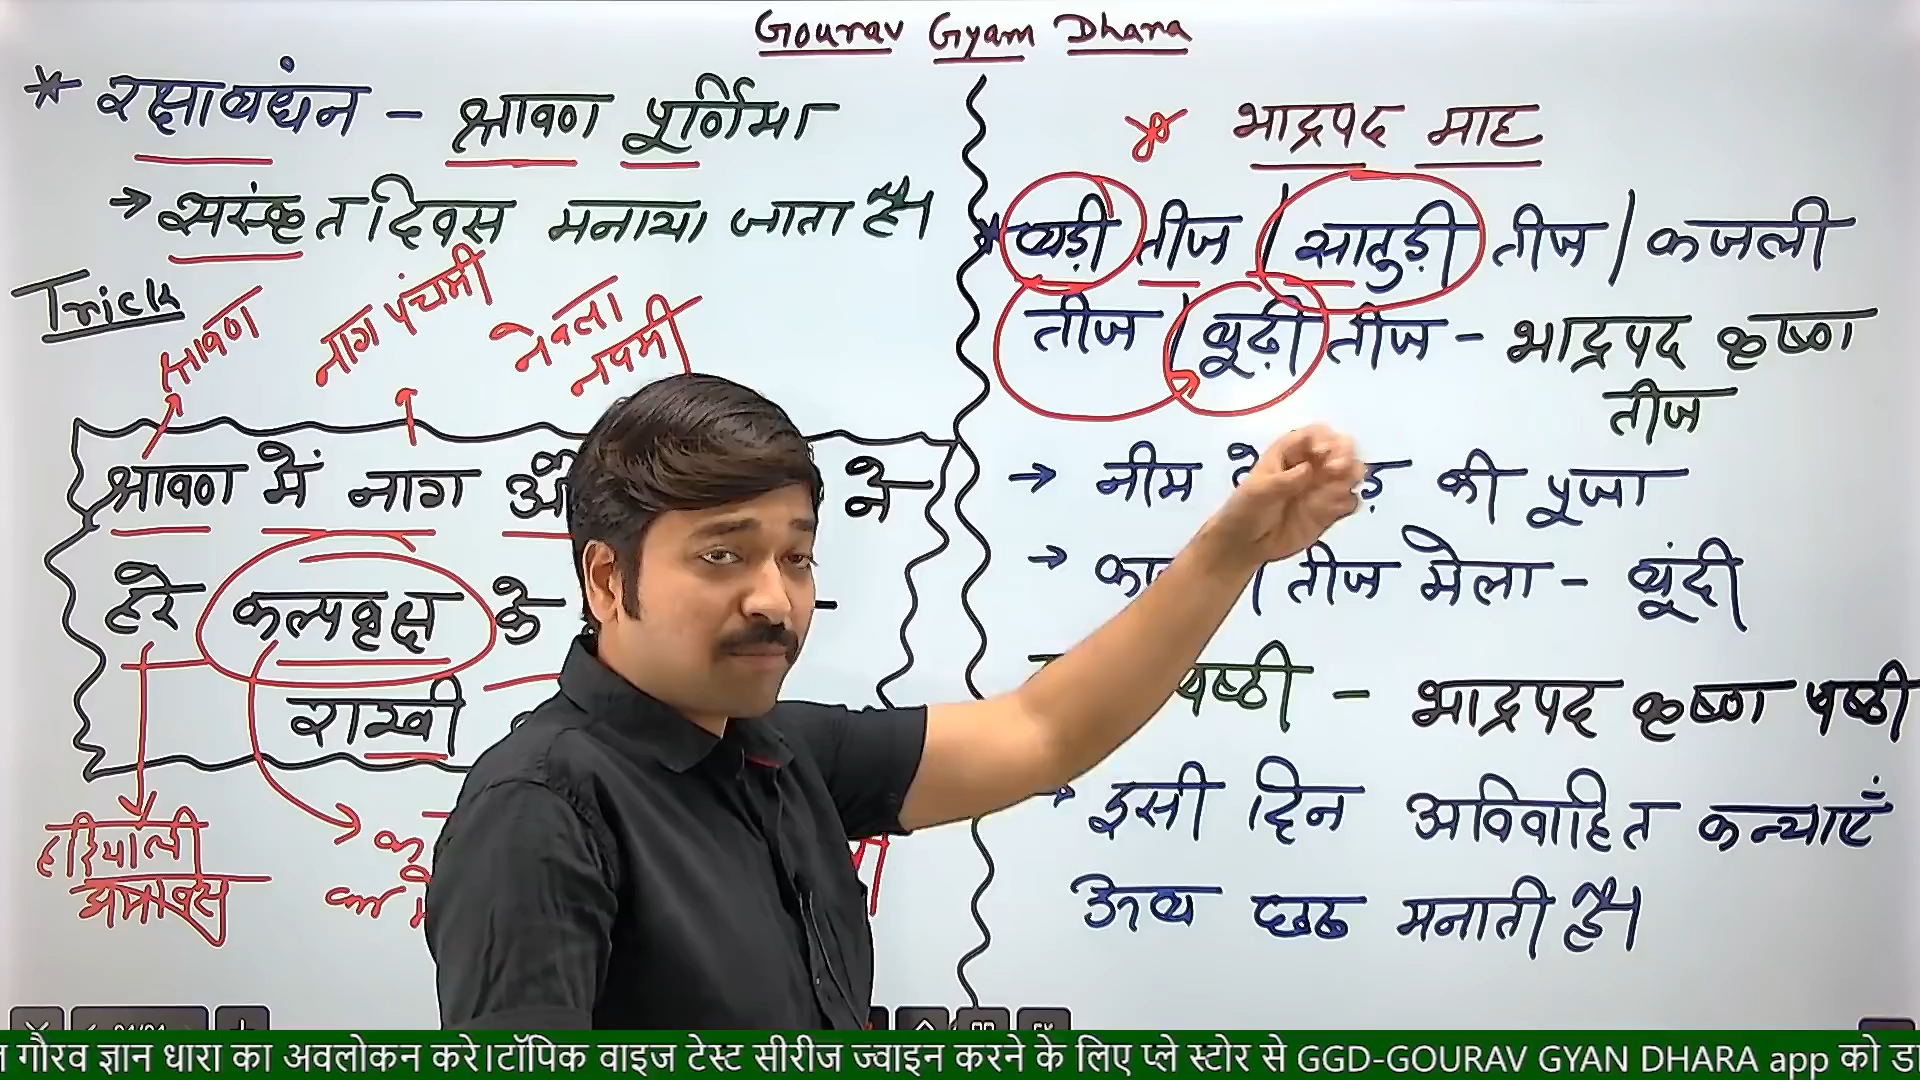 Gourav Gyan Dhara
* रक्षाबधंन - श्रावण पूर्णिमा
→ संस्कृत दिवस मनाया जाता है।
Trick
श्रावण
नाग पंचमी
नेवला
नवमी
श्रावण में नाग ने
हरे कल्पवृक्ष के -
राखी
हरियाली
अमावस
* भाद्रपद माह
* बड़ी तीज / सातुड़ी तीज / कजली
तीज / बूढ़ी तीज - भाद्रपद कृष्ण
तीज
→ नीम की पूजा
→ तीज मेला - बूंदी
षष्ठी - भाद्रपद कृष्ण षष्ठी
इसी दिन अविवाहित कन्याएँ
ऊब छठ मनाती है।
गौरव ज्ञान धारा का अवलोकन करे।टॉपिक वाइज टेस्ट सीरीज ज्वाइन करने के लिए प्ले स्टोर से GGD-GOURAV GYAN DHARA app को